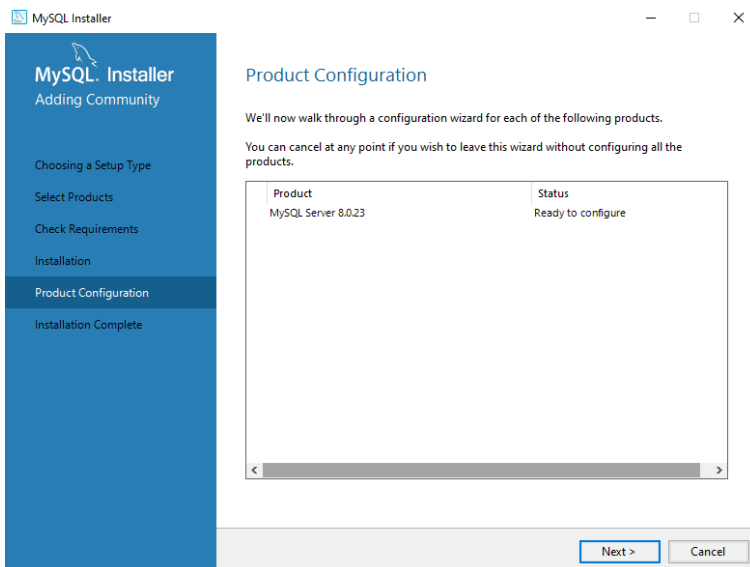 MySQL Installer
MySQL. Installer
Adding Community
Choosing a Setup Type
Select Products
Check Requirements
Installation
Product Configuration
Installation Complete
Product Configuration
We'll now walk through a configuration wizard for each of the following products.
You can cancel at any point if you wish to leave this wizard without configuring all the
products.
Product Status
MySQL Server 8.0.23 Ready to configure
Next > Cancel